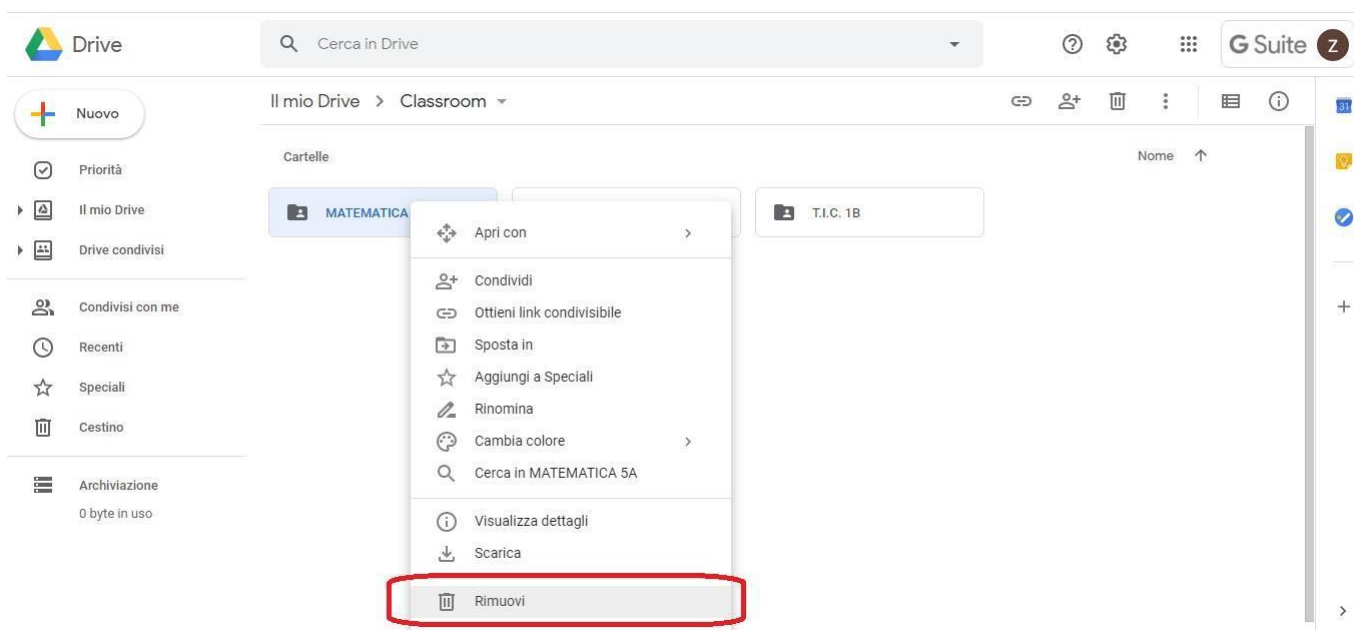 Drive
Cerca in Drive
G Suite
Z
Nuovo
Il mio Drive > Classroom
31
Priorità
Cartelle
Nome
Il mio Drive
MATEMATICA
T.I.C. 1B
Drive condivisi
Apri con
Condividi
Condivisi con me
Ottieni link condivisibile
Recenti
Sposta in
Speciali
Aggiungi a Speciali
Rinomina
Cestino
Cambia colore
Cerca in MATEMATICA 5A
Archiviazione
0 byte in uso
Visualizza dettagli
Scarica
Rimuovi